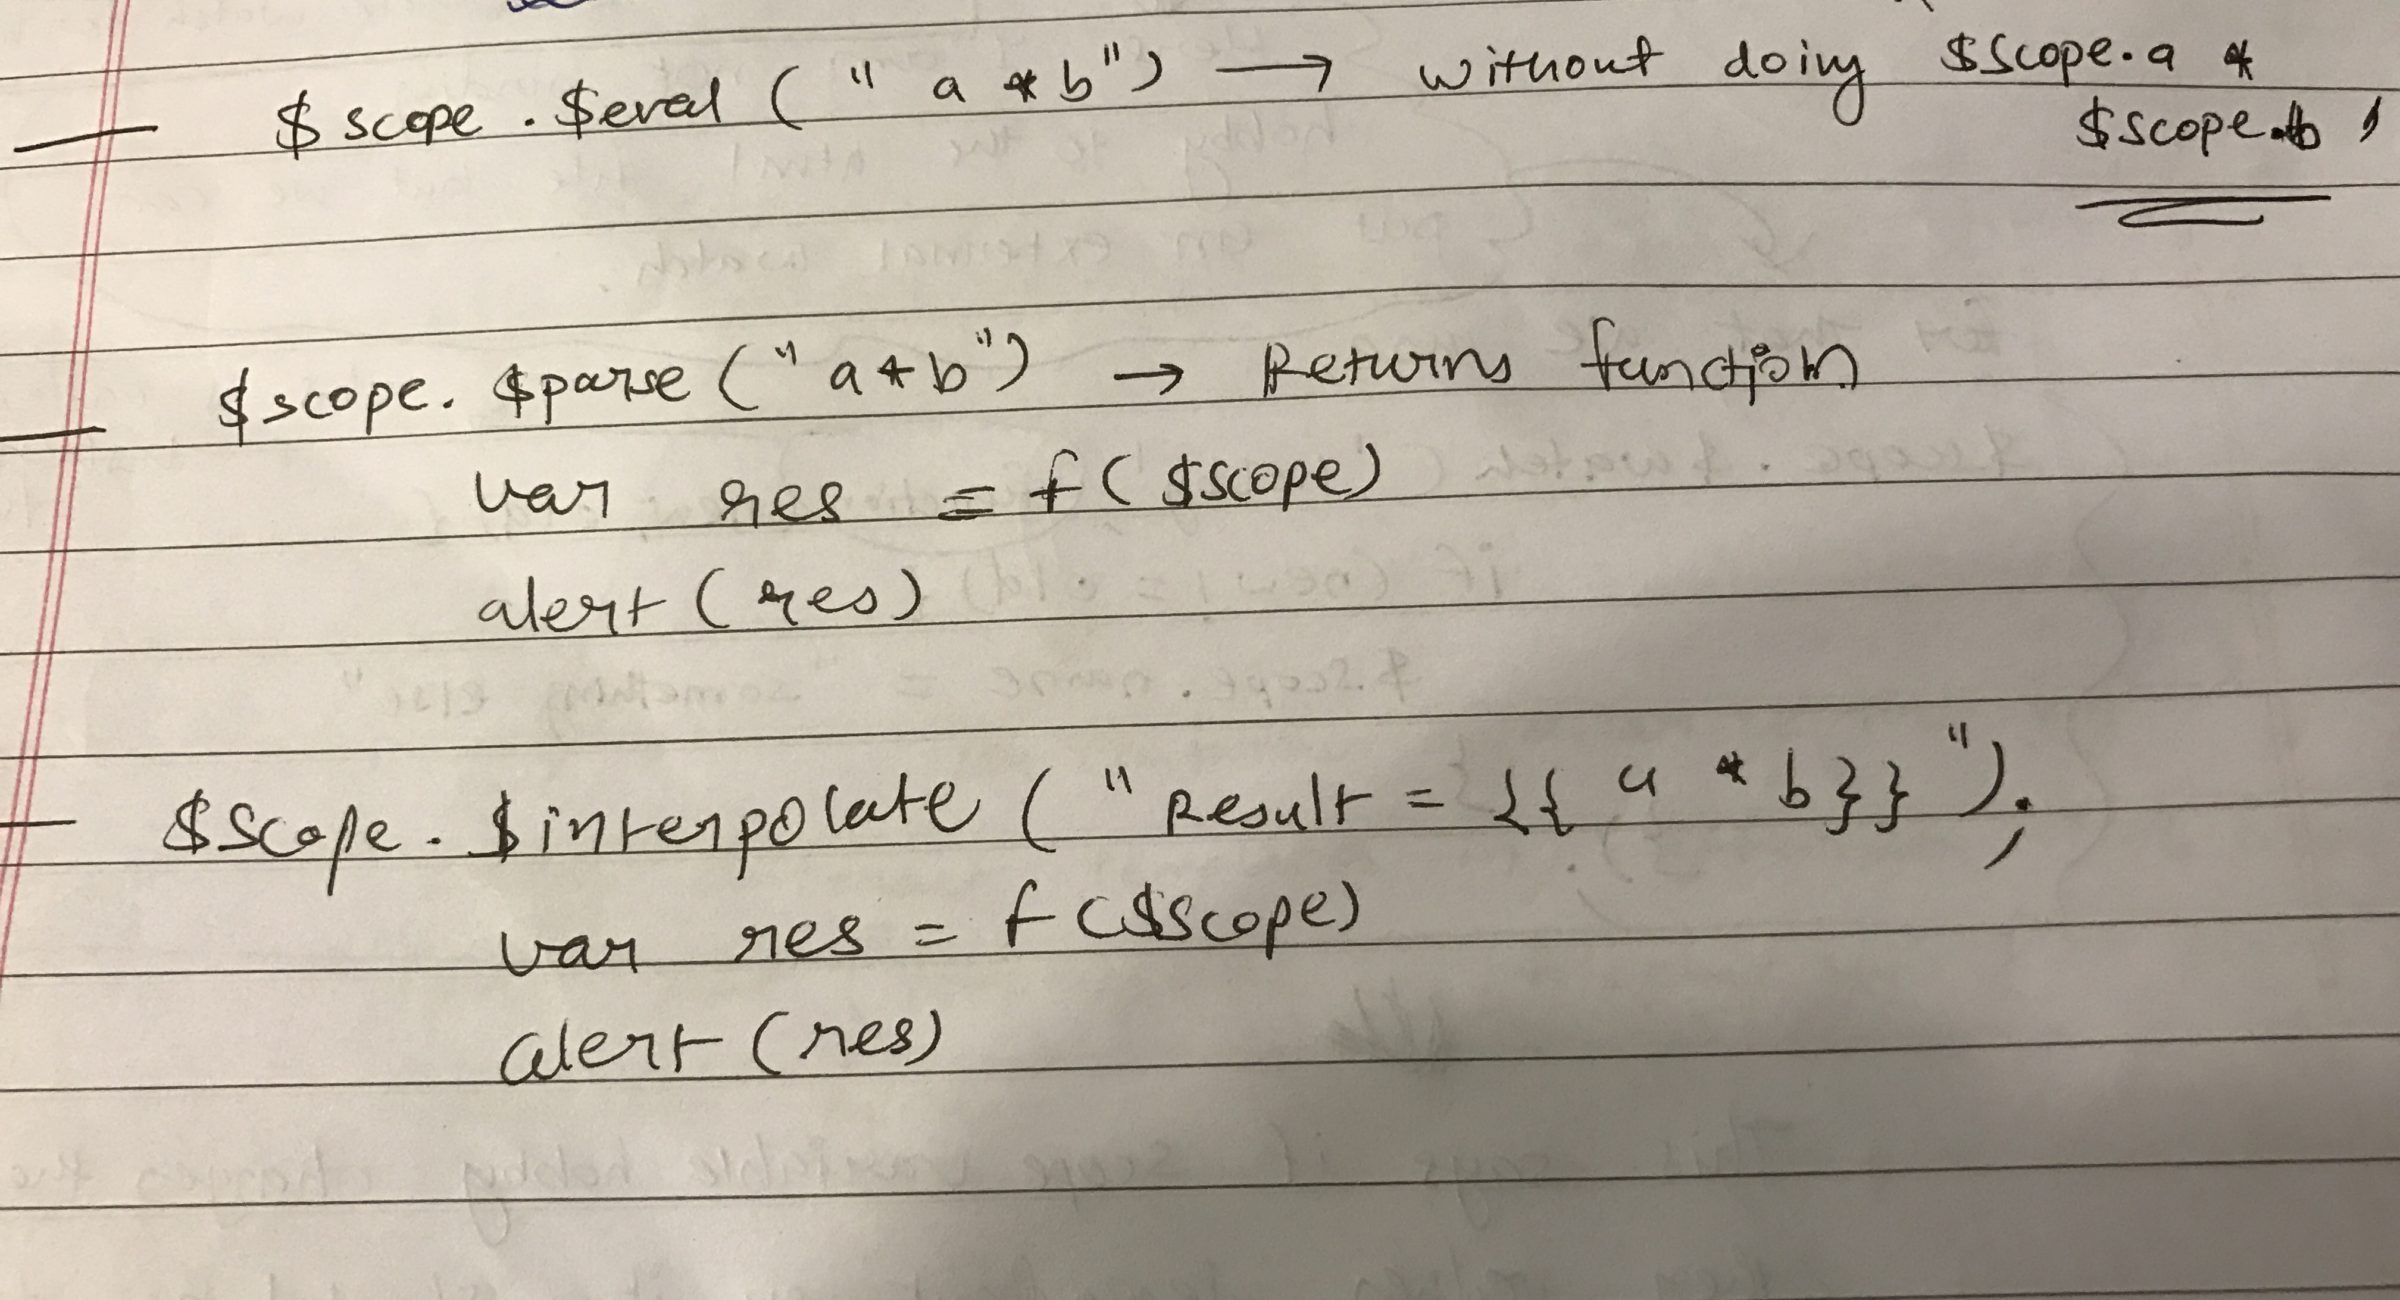 — $scope.$eval("a * b") → without doing $scope.a *
$scope.b
— $scope.$parse("a * b") → Returns function
var res = f($scope)
alert(res)
— $scope.$interpolate("Result = {{ a * b}}");
var res = f($scope)
alert(res)